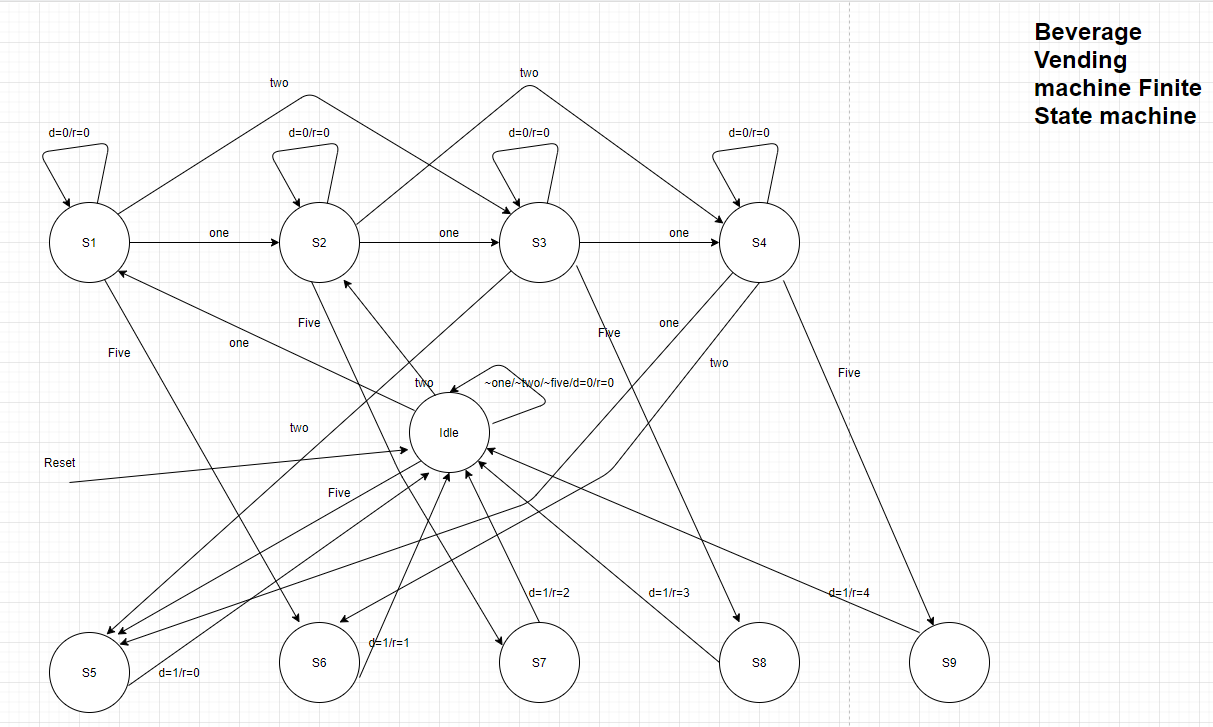 Beverage
Vending
machine Finite
State machine
two
two
d=0/r=0
d=0/r=0
d=0/r=0
d=0/r=0
one
one
one
S1
S2
S3
S4
Five
one
Five
one
Five
two
Five
two
~one/~two/~five/d=0/r=0
two
Idle
Reset
Five
d=1/r=2
d=1/r=3
d=1/r=4
d=1/r=1
S5
d=1/r=0
S6
S7
S8
S9